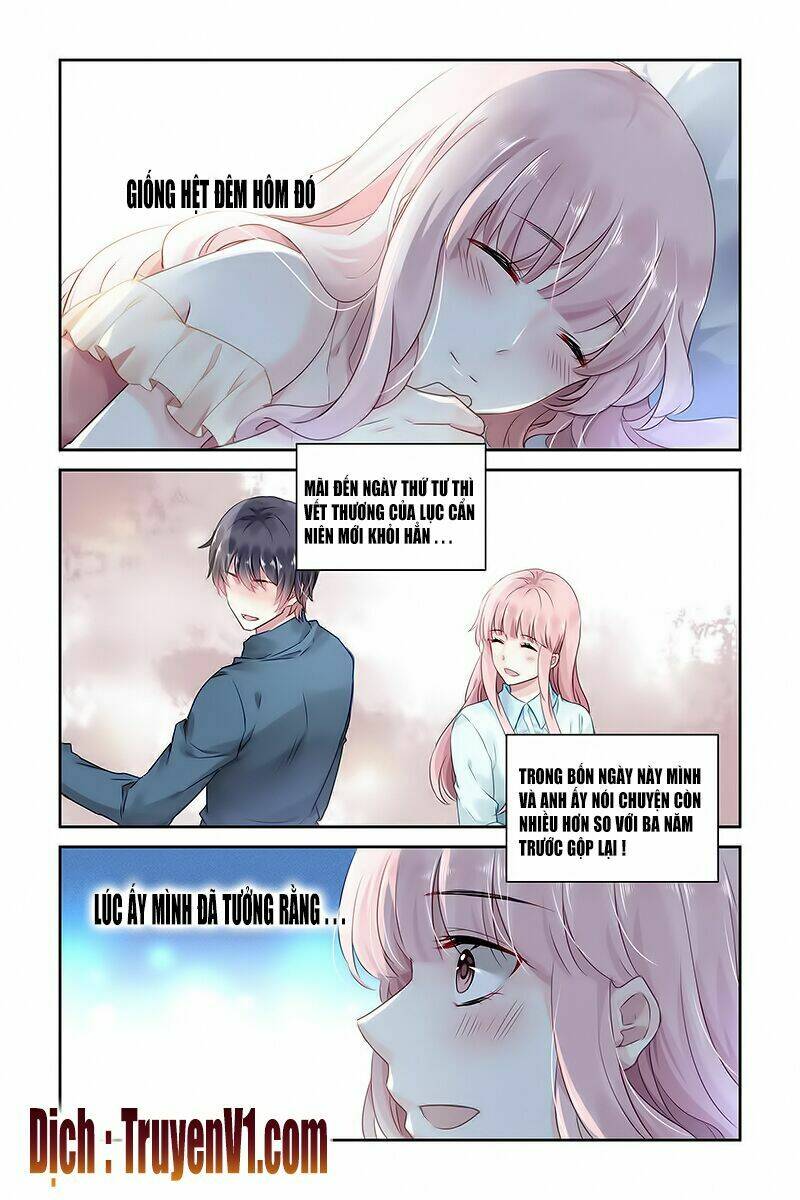 GIỐNG HỆT ĐÊM HÔM ĐÓ
MÃI ĐẾN NGÀY THỨ TƯ THÌ
VẾT THƯƠNG CỦA LỤC CẨN
NIÊN MỚI KHỎI HẲN . . .
TRONG BỐN NGÀY NÀY MÌNH
VÀ ANH ẤY NÓI CHUYỆN CÒN
NHIỀU HƠN SO VỚI BA NĂM
TRƯỚC GỘP LẠI !
LÚC ẤY MÌNH ĐÃ TƯỞNG RẰNG . . .
Dịch : TruyenV1.com